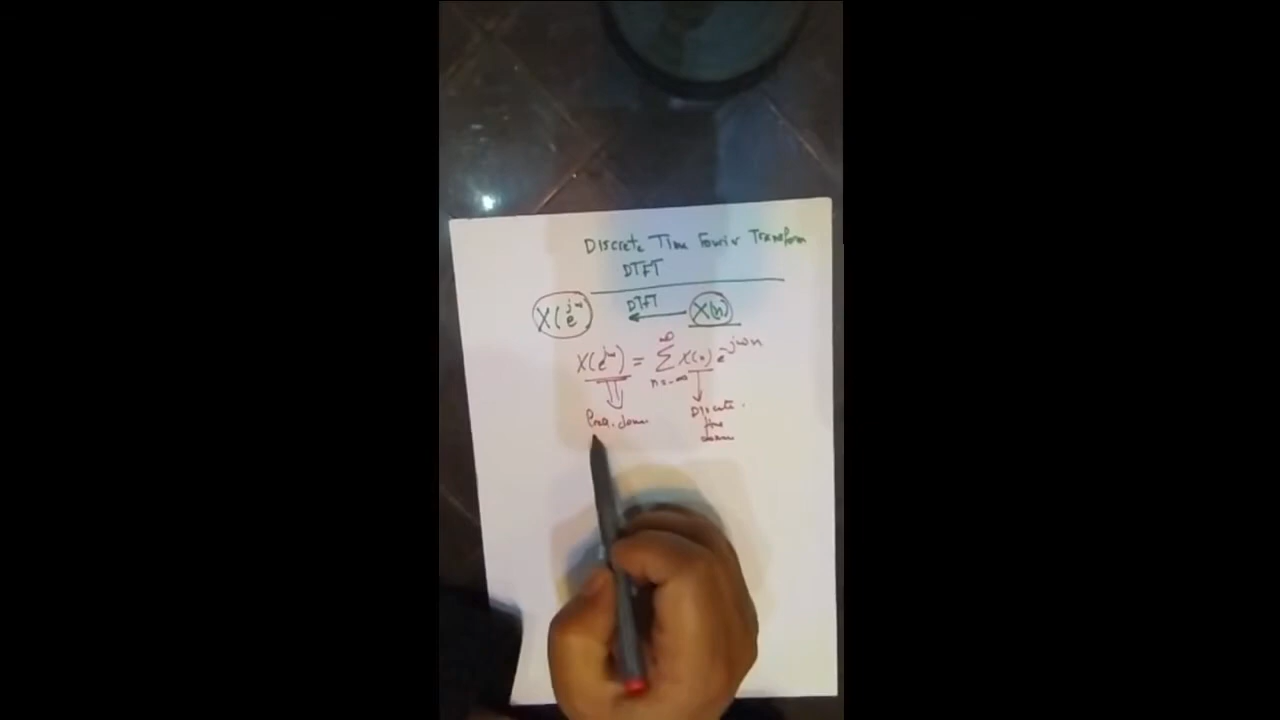 Discrete Time Fourier Transform
DTFT
X(e^jω) DTFT X(n)
X(e^jω) = ∞ Σ n=-∞ X(n) e^-jωn
Discrete
time